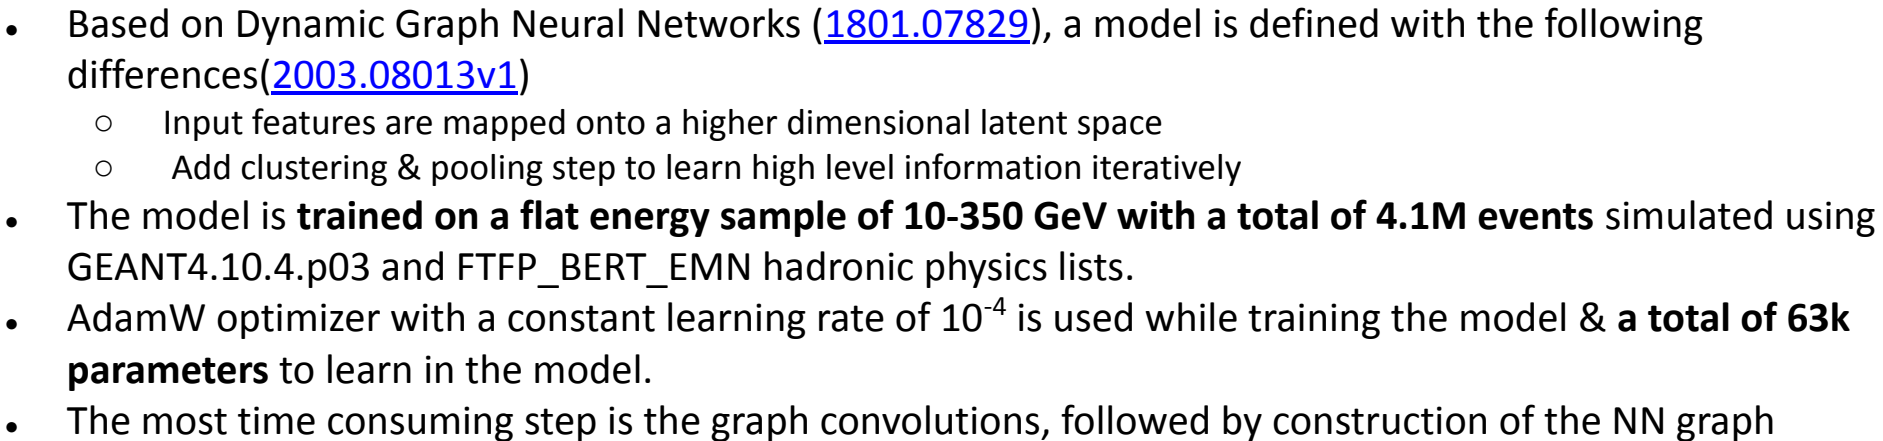 ● Based on Dynamic Graph Neural Networks (1801.07829), a model is defined with the following
differences(2003.08013v1)
○ Input features are mapped onto a higher dimensional latent space
○ Add clustering & pooling step to learn high level information iteratively
● The model is trained on a flat energy sample of 10-350 GeV with a total of 4.1M events simulated using
GEANT4.10.4.p03 and FTFP_BERT_EMN hadronic physics lists.
● AdamW optimizer with a constant learning rate of 10⁻⁴ is used while training the model & a total of 63k
parameters to learn in the model.
● The most time consuming step is the graph convolutions, followed by construction of the NN graph